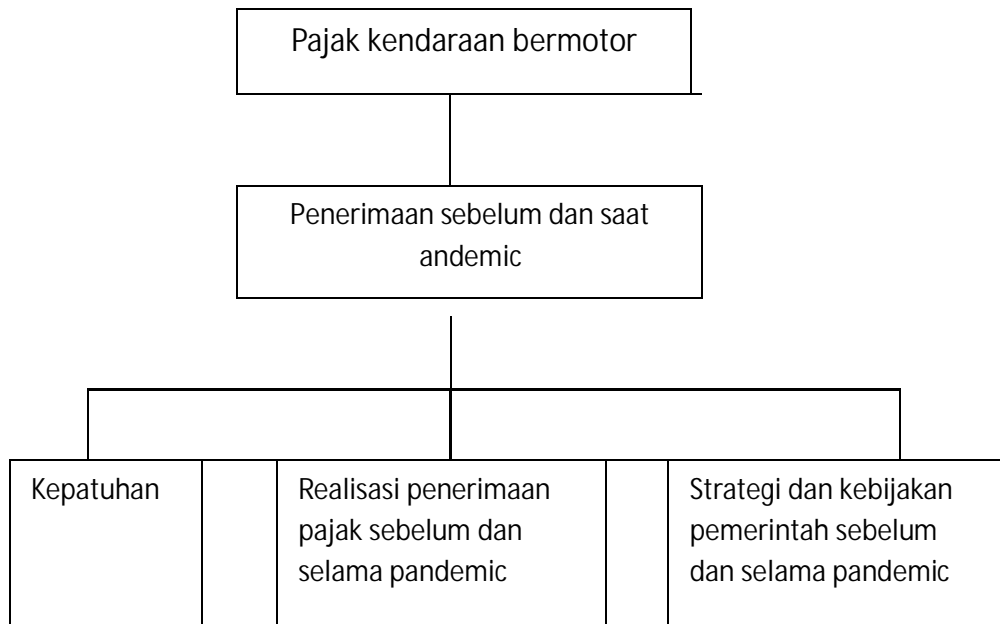 Pajak kendaraan bermotor
Penerimaan sebelum dan saat
andemic
Kepatuhan
Realisasi penerimaan
pajak sebelum dan
selama pandemic
Strategi dan kebijakan
pemerintah sebelum
dan selama pandemic